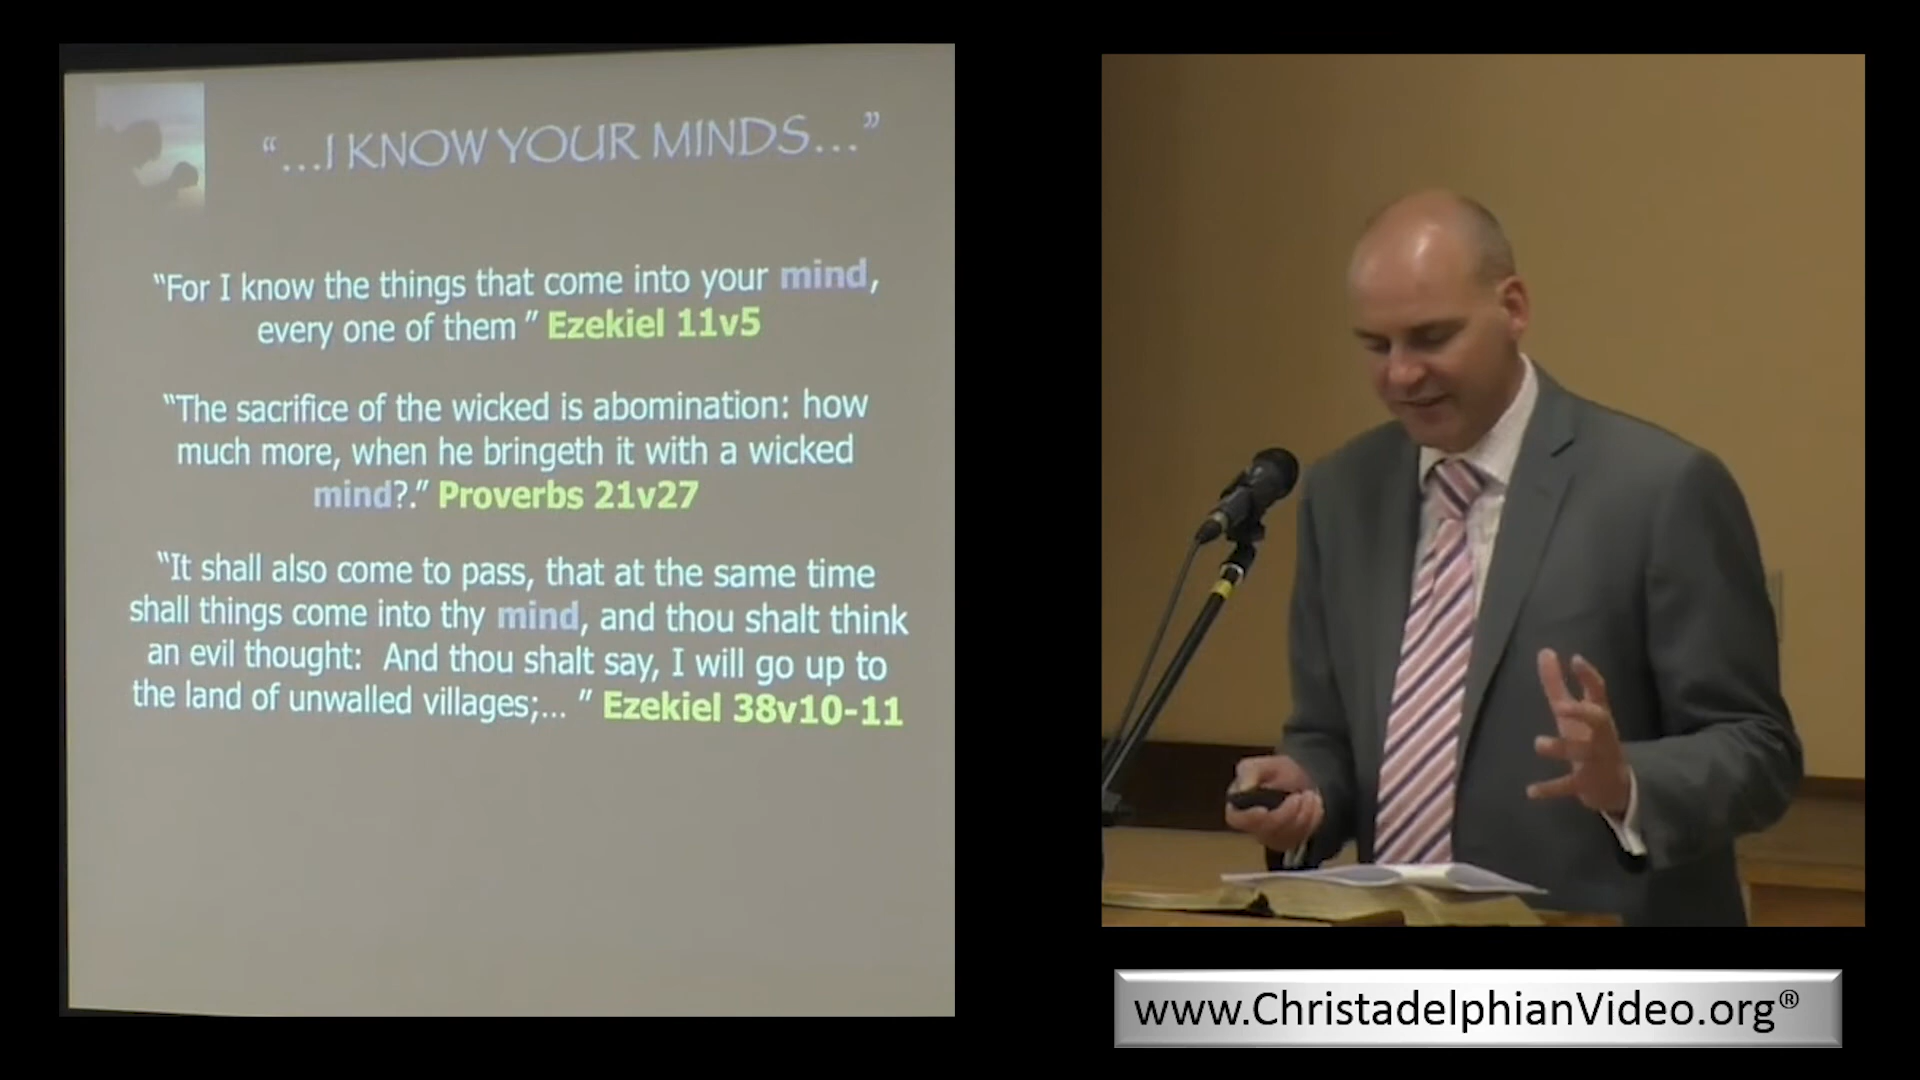 “...I KNOW YOUR MINDS...”
“For I know the things that come into your mind,
every one of them ” Ezekiel 11v5
“The sacrifice of the wicked is abomination: how
much more, when he bringeth it with a wicked
mind?.” Proverbs 21v27
“It shall also come to pass, that at the same time
shall things come into thy mind, and thou shalt think
an evil thought:  And thou shalt say, I will go up to
the land of unwalled villages;... ” Ezekiel 38v10-11
www.ChristadelphianVideo.org®